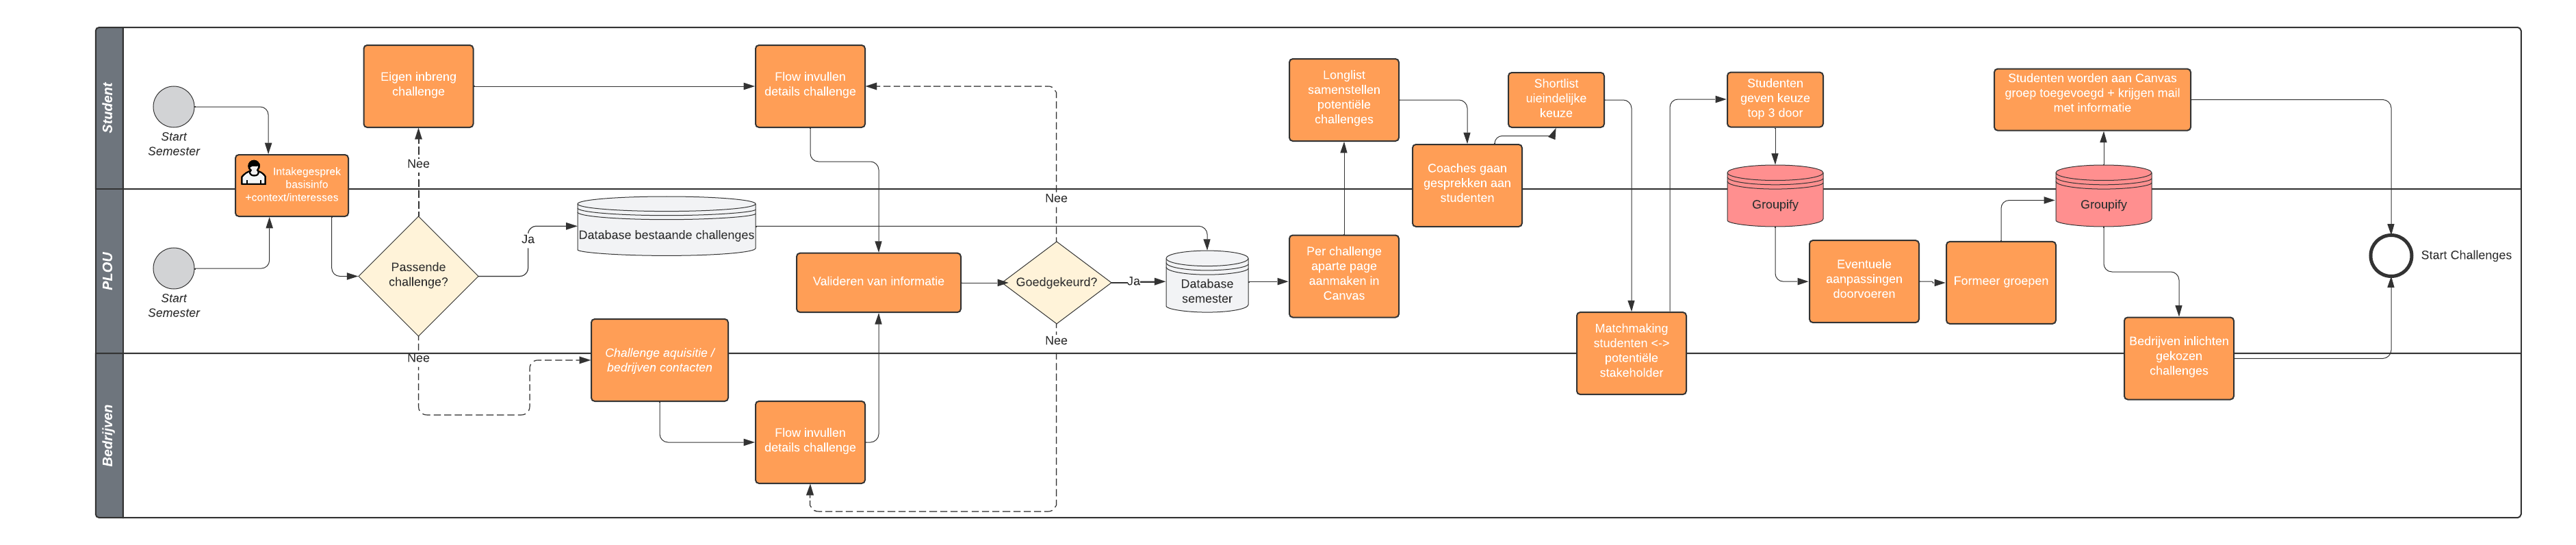 Student
PLOU
Bedrijven
Start
Semester
Start
Semester
Intakegesprek
basisinfo
+context/interesses
Eigen inbreng
challenge
Nee
Passende
challenge?
Nee
Ja
Database bestaande challenges
Challenge aquisitie /
bedrijven contacten
Flow invullen
details challenge
Flow invullen
details challenge
Valideren van informatie
Nee
Goedgekeurd?
Nee
Ja
Database
semester
Longlist
samenstellen
potentiële
challenges
Per challenge
aparte page
aanmaken in
Canvas
Coaches gaan
gesprekken aan
studenten
Shortlist
uieindelijke
keuze
Matchmaking
studenten <->
potentiële
stakeholder
Studenten
geven keuze
top 3 door
Groupify
Eventuele
aanpassingen
doorvoeren
Formeer groepen
Studenten worden aan Canvas
groep toegevoegd + krijgen mail
met informatie
Groupify
Bedrijven inlichten
gekozen
challenges
Start Challenges